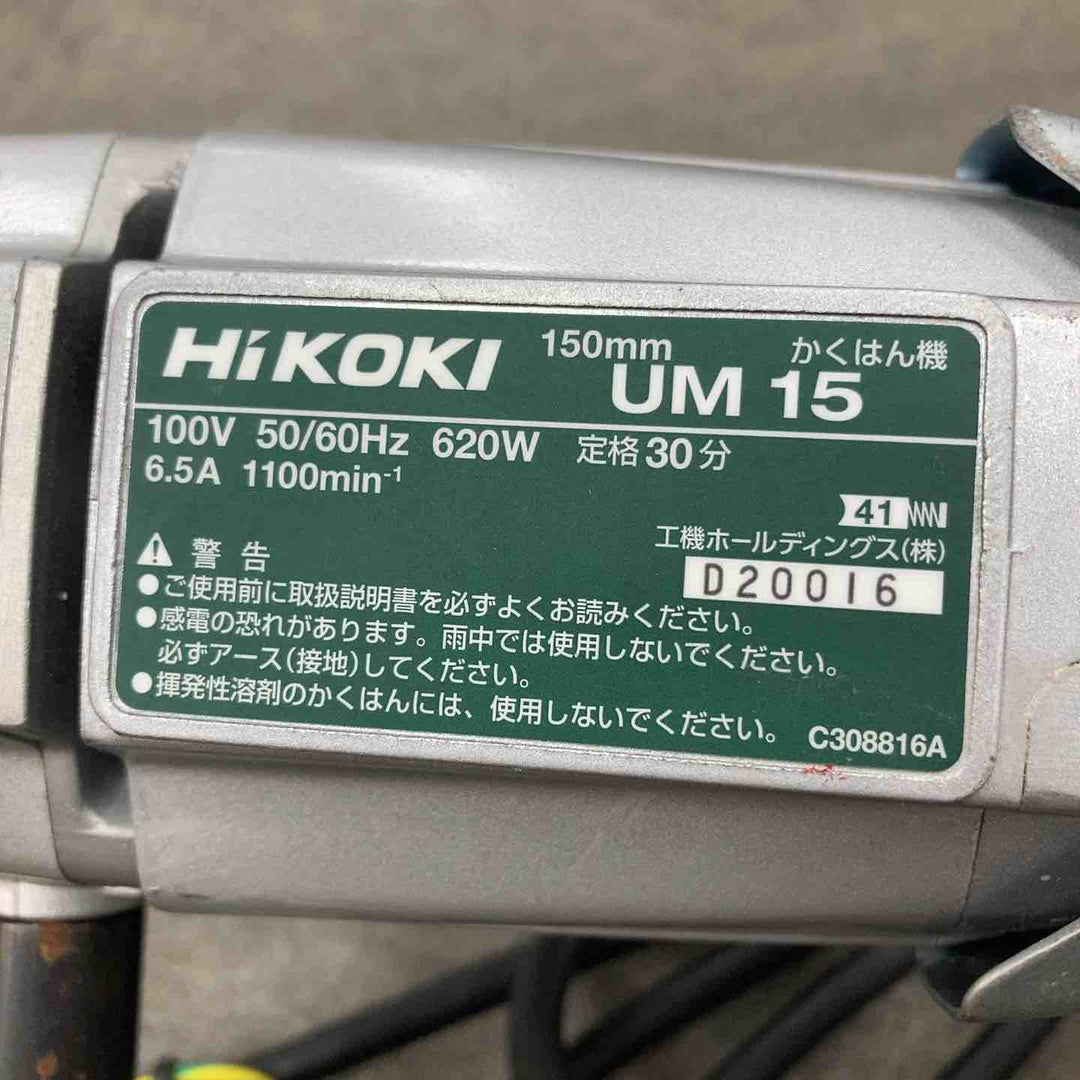 HiKOKI 150mm かくはん機
UM 15
100V 50/60Hz 620W 定格30分
6.5A 1100min⁻¹
41
工機ホールディングス(株)
D20016
警告
●ご使用前に取扱説明書を必ずよくお読みください。
●感電の恐れがあります。雨中では使用しないでください。
必ずアース(接地)してください。
●揮発性溶剤のかくはんには、使用しないでください。
C308816A